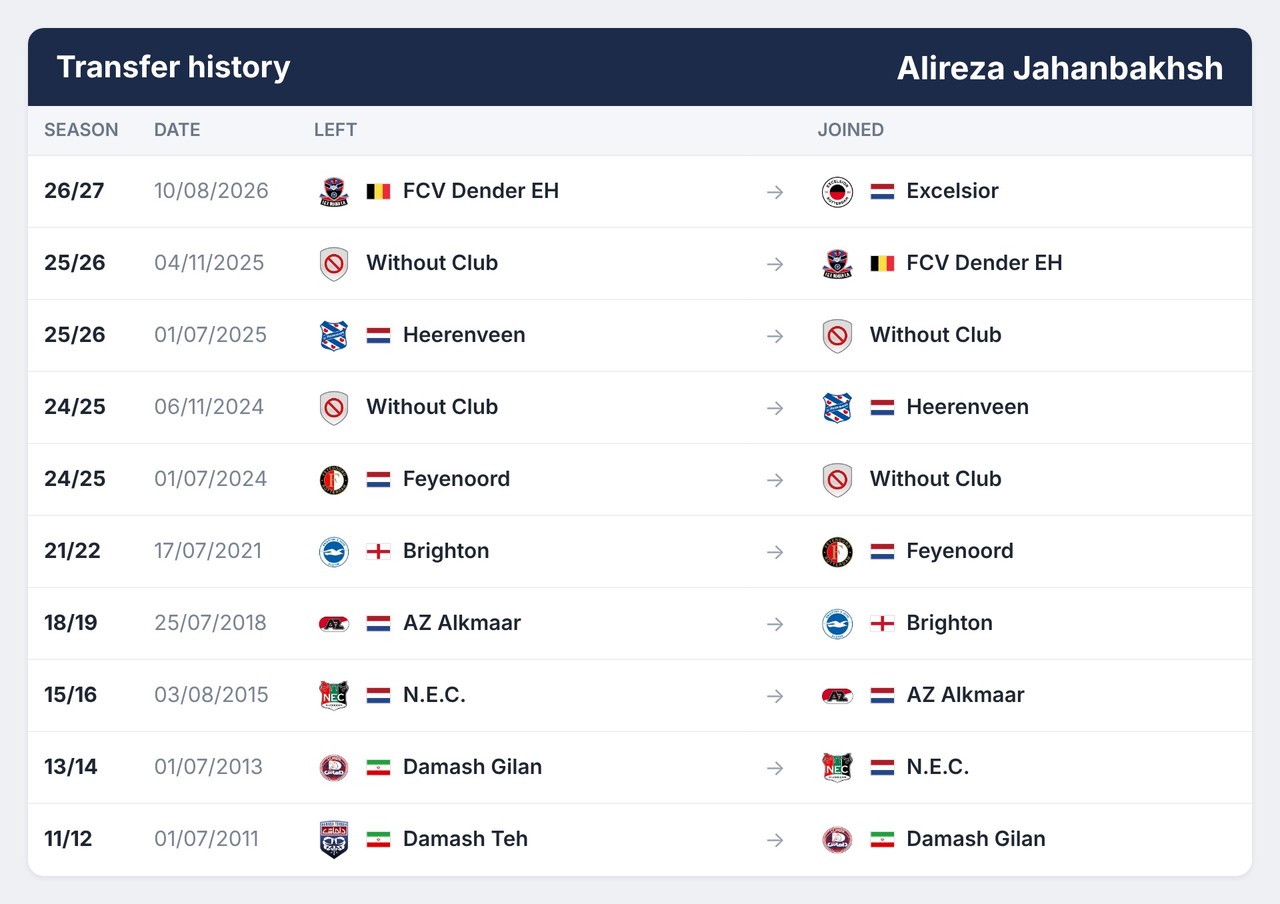 Transfer history Alireza Jahanbakhsh
SEASON DATE LEFT JOINED
26/27 10/08/2026 FCV Dender EH → Excelsior
25/26 04/11/2025 Without Club → FCV Dender EH
25/26 01/07/2025 Heerenveen → Without Club
24/25 06/11/2024 Without Club → Heerenveen
24/25 01/07/2024 Feyenoord → Without Club
21/22 17/07/2021 Brighton → Feyenoord
18/19 25/07/2018 AZ Alkmaar → Brighton
15/16 03/08/2015 N.E.C. → AZ Alkmaar
13/14 01/07/2013 Damash Gilan → N.E.C.
11/12 01/07/2011 Damash Teh → Damash Gilan